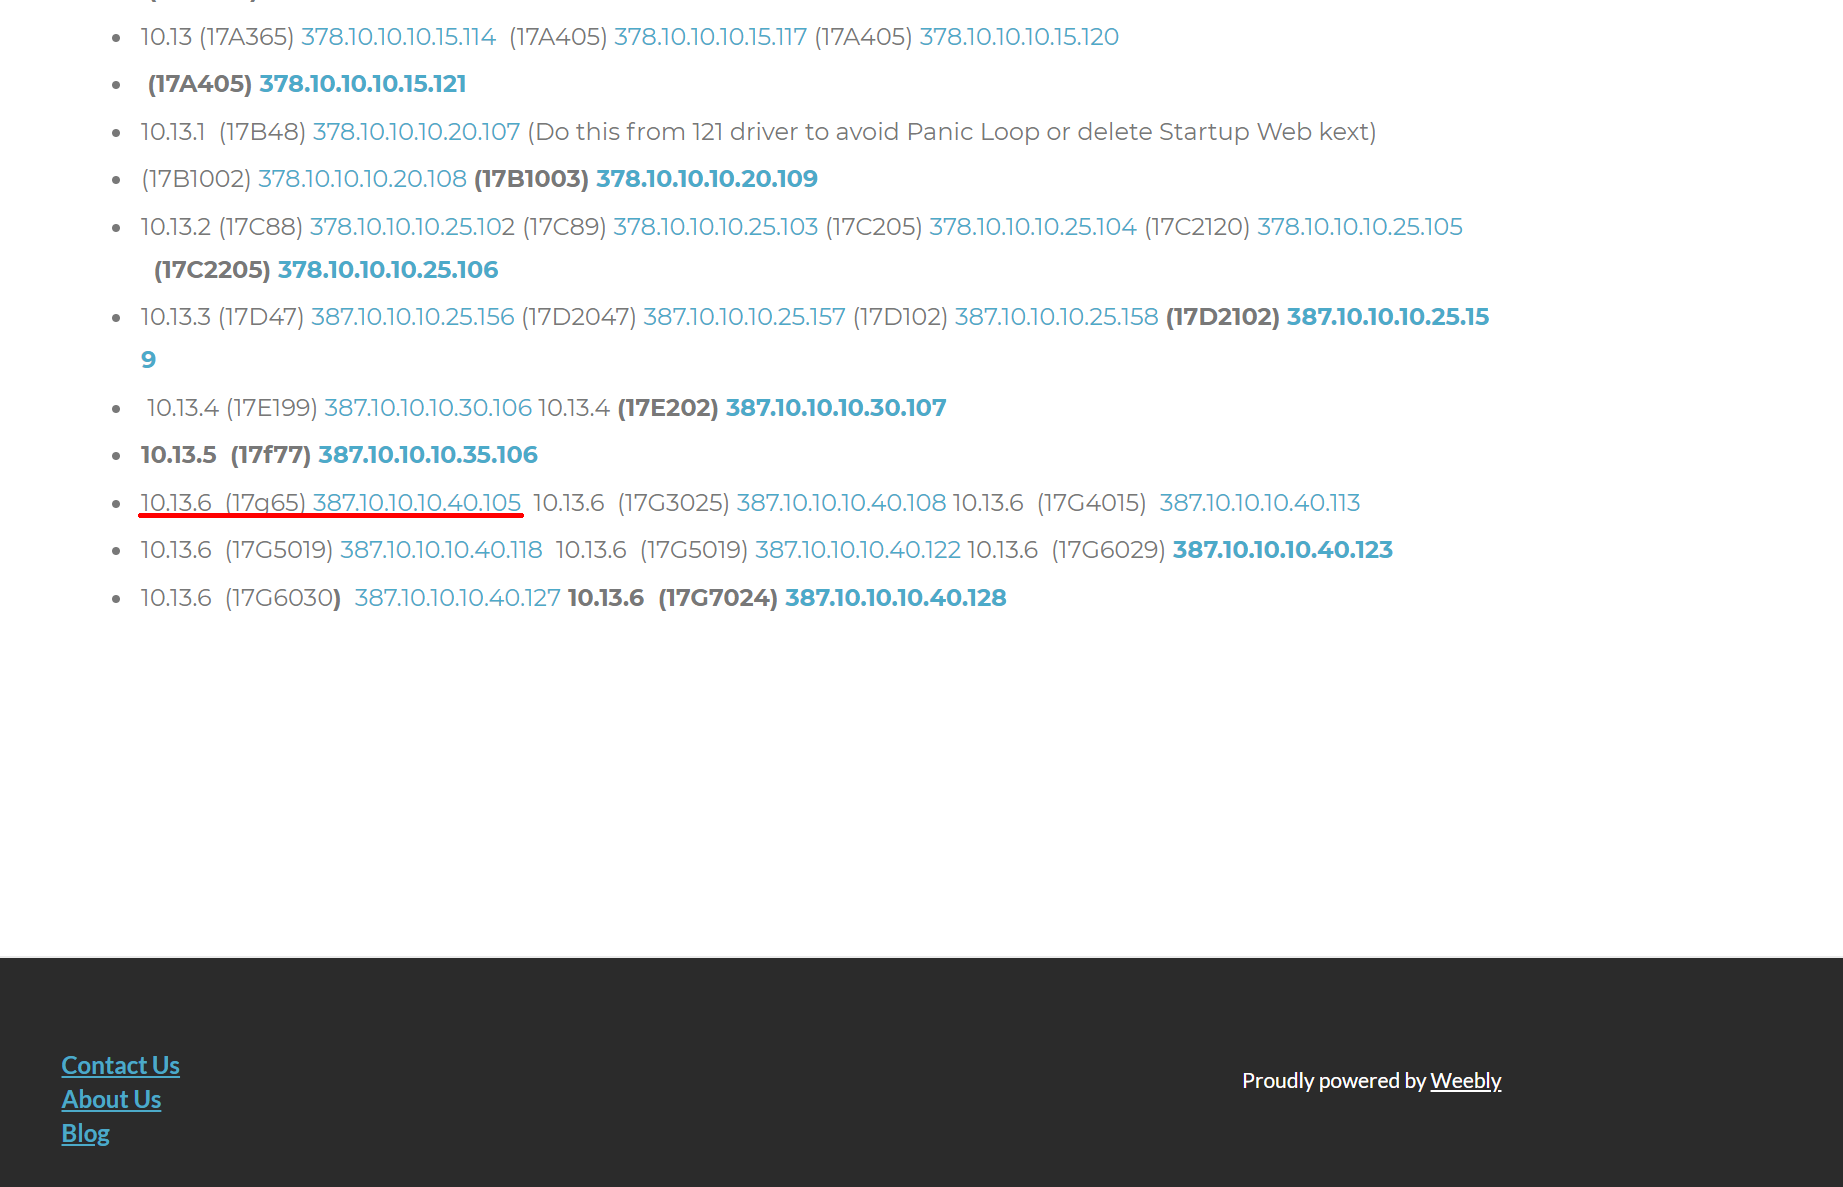 10.13 (17A365) 378.10.10.10.15.114 (17A405) 378.10.10.10.15.117 (17A405) 378.10.10.10.15.120
(17A405) 378.10.10.10.15.121
10.13.1 (17B48) 378.10.10.10.20.107 (Do this from 121 driver to avoid Panic Loop or delete Startup Web kext)
(17B1002) 378.10.10.10.20.108 (17B1003) 378.10.10.10.20.109
10.13.2 (17C88) 378.10.10.10.25.102 (17C89) 378.10.10.10.25.103 (17C205) 378.10.10.10.25.104 (17C2120) 378.10.10.10.25.105
(17C2205) 378.10.10.10.25.106
10.13.3 (17D47) 387.10.10.10.25.156 (17D2047) 387.10.10.10.25.157 (17D102) 387.10.10.10.25.158 (17D2102) 387.10.10.10.25.15
9
10.13.4 (17E199) 387.10.10.10.30.106 10.13.4 (17E202) 387.10.10.10.30.107
10.13.5 (17f77) 387.10.10.10.35.106
10.13.6 (17g65) 387.10.10.10.40.105 10.13.6 (17G3025) 387.10.10.10.40.108 10.13.6 (17G4015) 387.10.10.10.40.113
10.13.6 (17G5019) 387.10.10.10.40.118 10.13.6 (17G5019) 387.10.10.10.40.122 10.13.6 (17G6029) 387.10.10.10.40.123
10.13.6 (17G6030) 387.10.10.10.40.127 10.13.6 (17G7024) 387.10.10.10.40.128
Contact Us
About Us
Blog
Proudly powered by Weebly